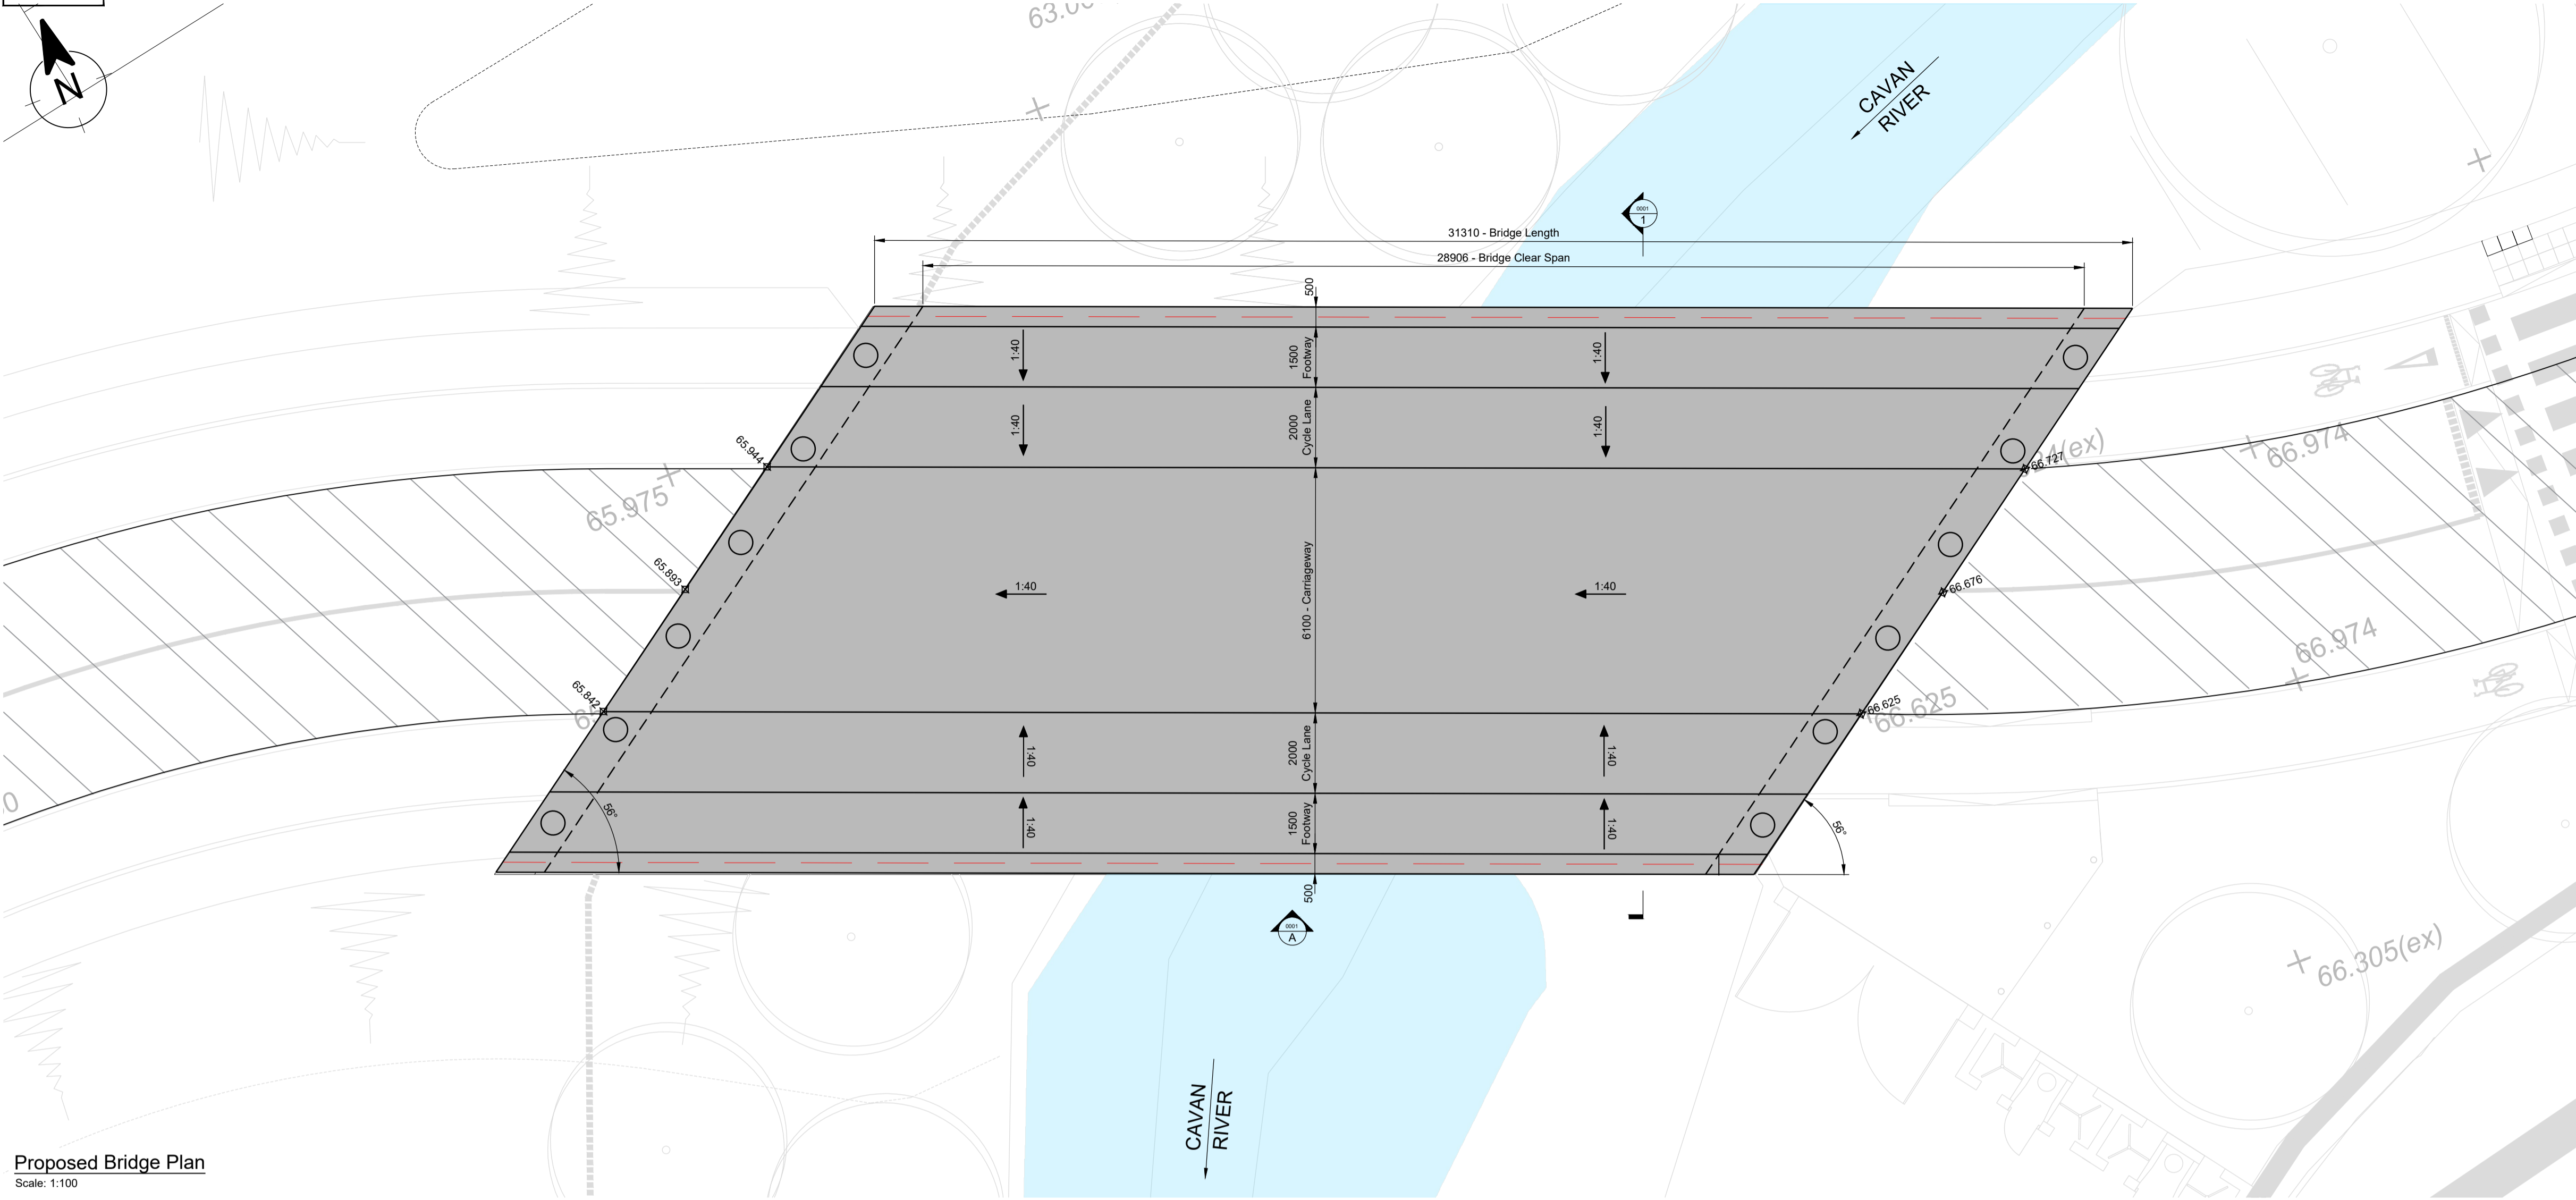 N
63.00
CAVAN
RIVER
0001
1
31310 - Bridge Length
28906 - Bridge Clear Span
500
1:40
1500
Footway
1:40
1:40
2000
Cycle Lane
1:40
65.944
66.727
(ex)
66.974
65.975
65.893
1:40
6100 - Carriageway
1:40
66.676
66.974
65.842
66.625
66.625
1:40
2000
Cycle Lane
1:40
0
56°
1:40
1500
Footway
1:40
56°
500
0001
A
66.305(ex)
CAVAN
RIVER
Proposed Bridge Plan
Scale: 1:100